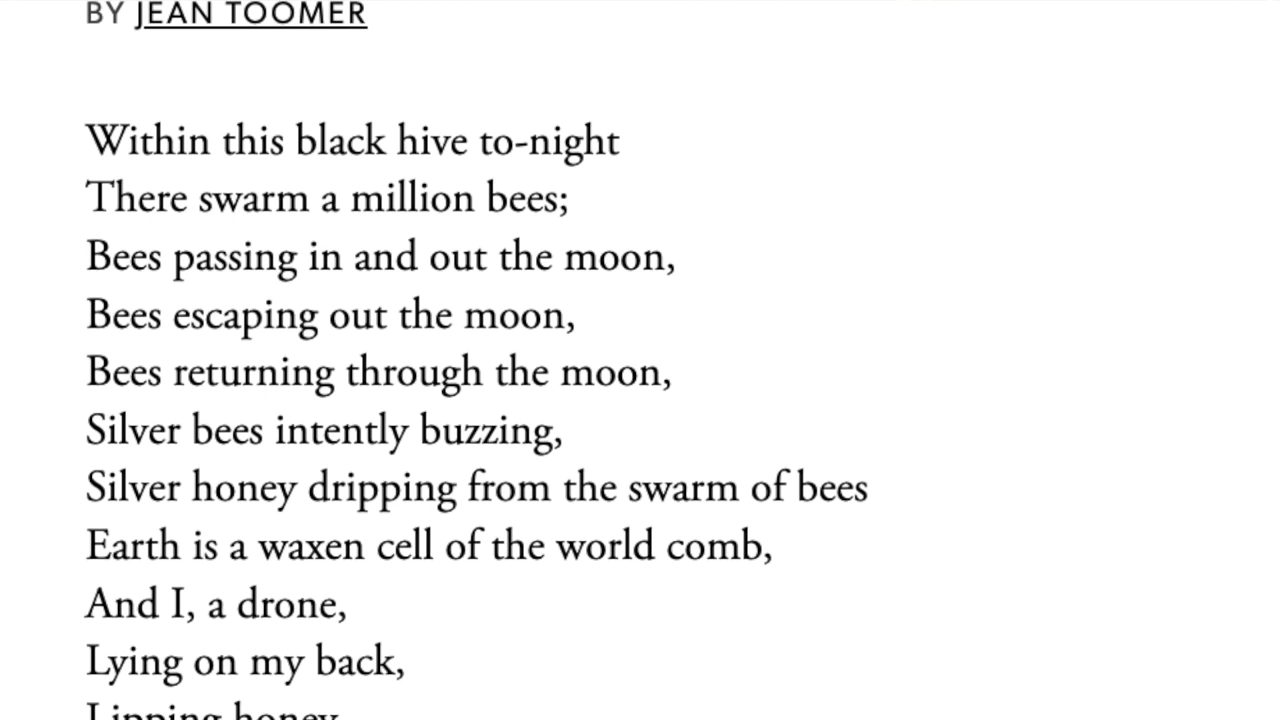 BY JEAN TOOMER
Within this black hive to-night
There swarm a million bees;
Bees passing in and out the moon,
Bees escaping out the moon,
Bees returning through the moon,
Silver bees intently buzzing,
Silver honey dripping from the swarm of bees
Earth is a waxen cell of the world comb,
And I, a drone,
Lying on my back,
Lipping honey